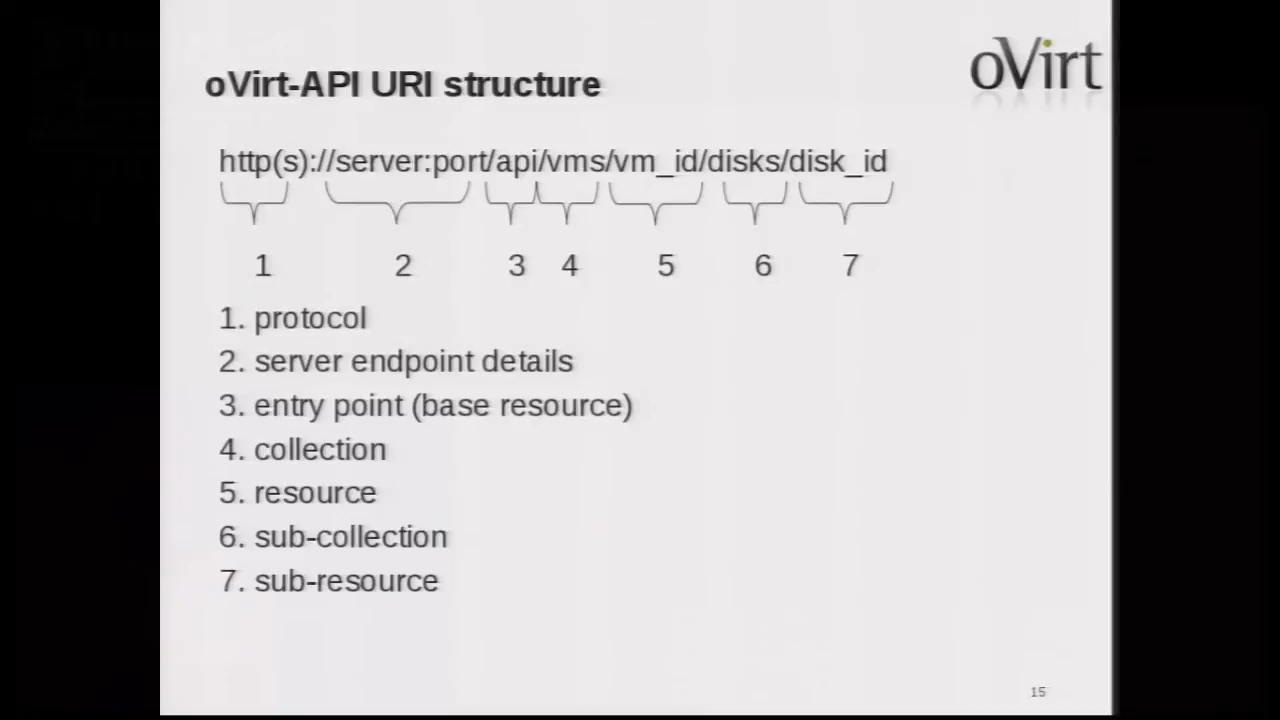 oVirt
oVirt-API URI structure
http(s)://server:port/api/vms/vm_id/disks/disk_id
1 2 3 4 5 6 7
1. protocol
2. server endpoint details
3. entry point (base resource)
4. collection
5. resource
6. sub-collection
7. sub-resource
15